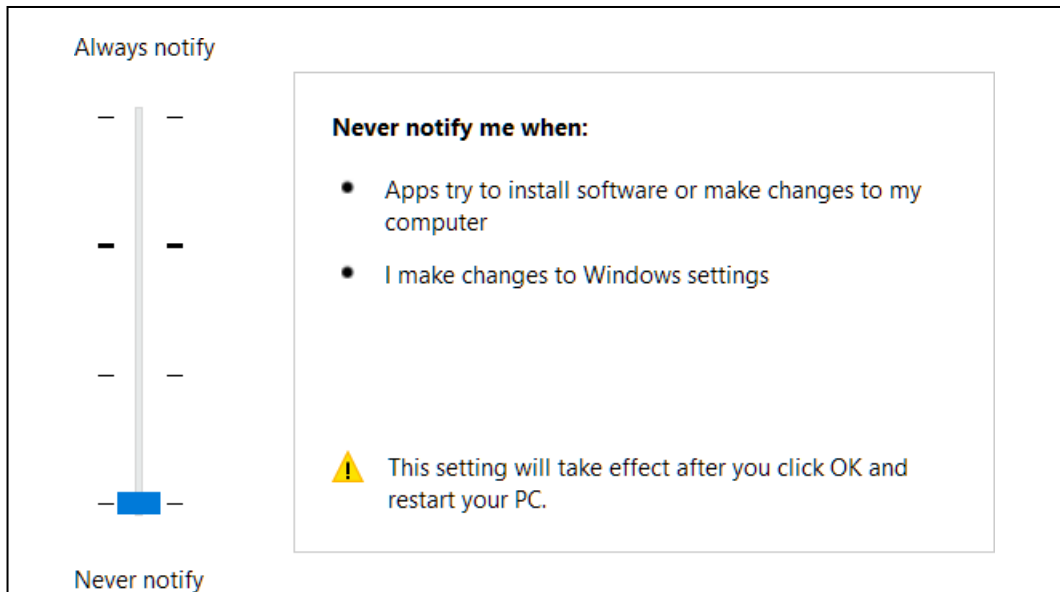 Always notify
Never notify me when:
● Apps try to install software or make changes to my
computer
● I make changes to Windows settings
This setting will take effect after you click OK and
restart your PC.
Never notify